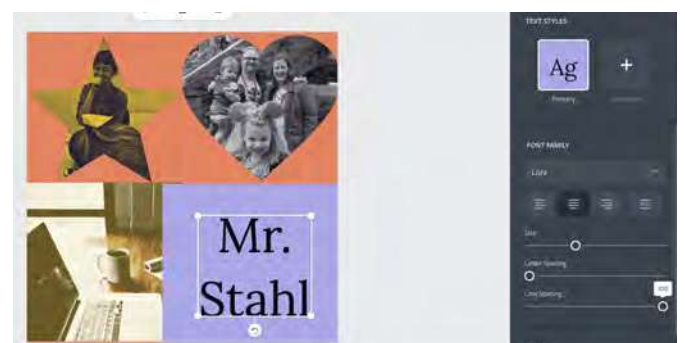 TEXT STYLES
Ag
+
Primary
FONT FAMILY
Lora
Size
Letter Spacing
Line Spacing
Mr.
Stahl